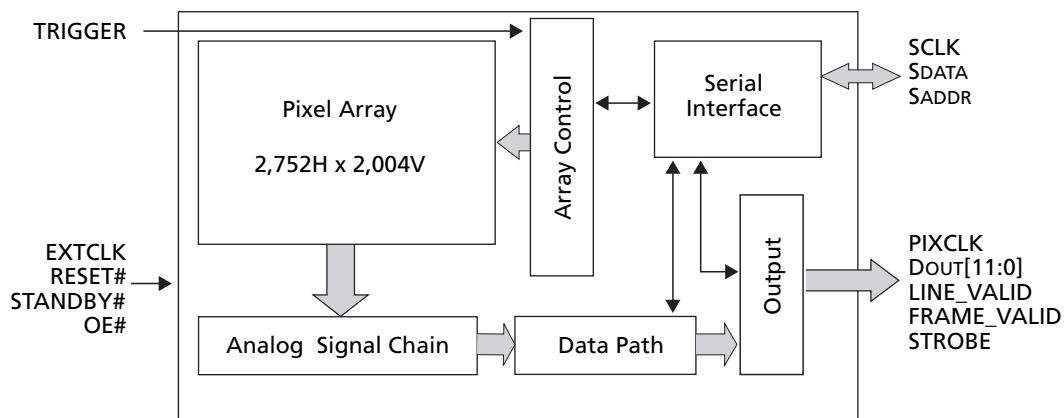 TRIGGER
Pixel Array
2,752H x 2,004V
Array Control
Serial
Interface
SCLK
SDATA
SADDR
EXTCLK
RESET#
STANDBY#
OE#
Analog Signal Chain
Data Path
Output
PIXCLK
DOUT[11:0]
LINE_VALID
FRAME_VALID
STROBE